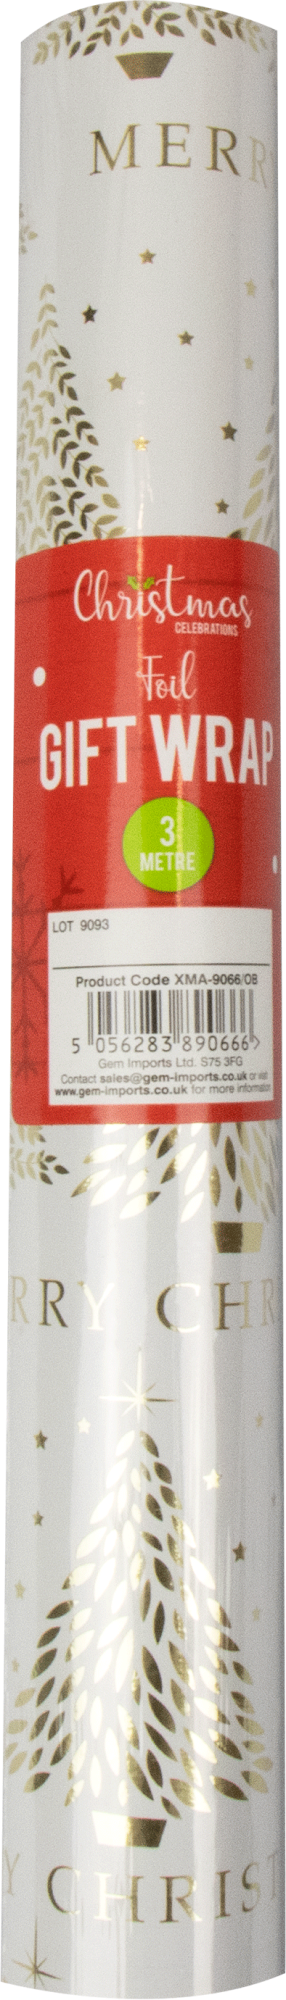 MERRY
Christmas
CELEBRATIONS
Foil
GIFT WRAP
3
METRE
LOT 9093
Product Code XMA-9066/OB
5 056283 890666 >
Gem Imports Ltd. S75 3FG
Contact sales@gem-imports.co.uk or visit
www.gem-imports.co.uk for more information
RRY CHR
Y CHRIST